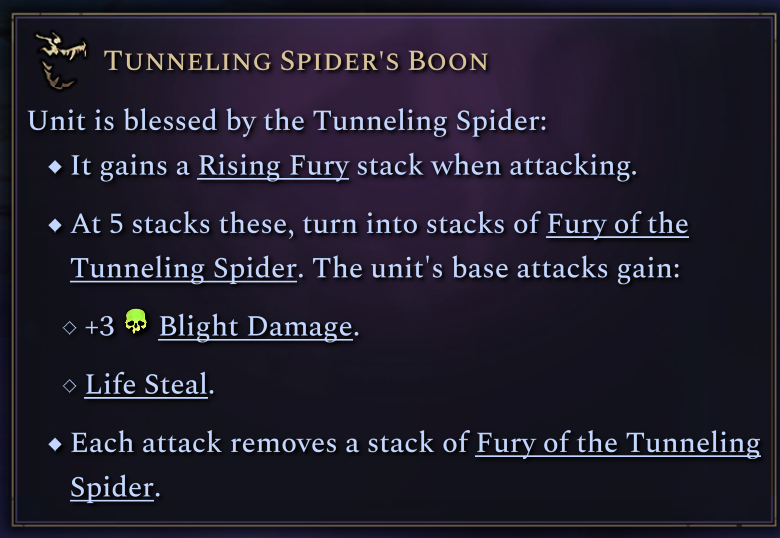 Tunneling Spider's Boon
Unit is blessed by the Tunneling Spider:
◆ It gains a Rising Fury stack when attacking.
◆ At 5 stacks these, turn into stacks of Fury of the
Tunneling Spider. The unit's base attacks gain:
◇ +3 Blight Damage.
◇ Life Steal.
◆ Each attack removes a stack of Fury of the Tunneling
Spider.